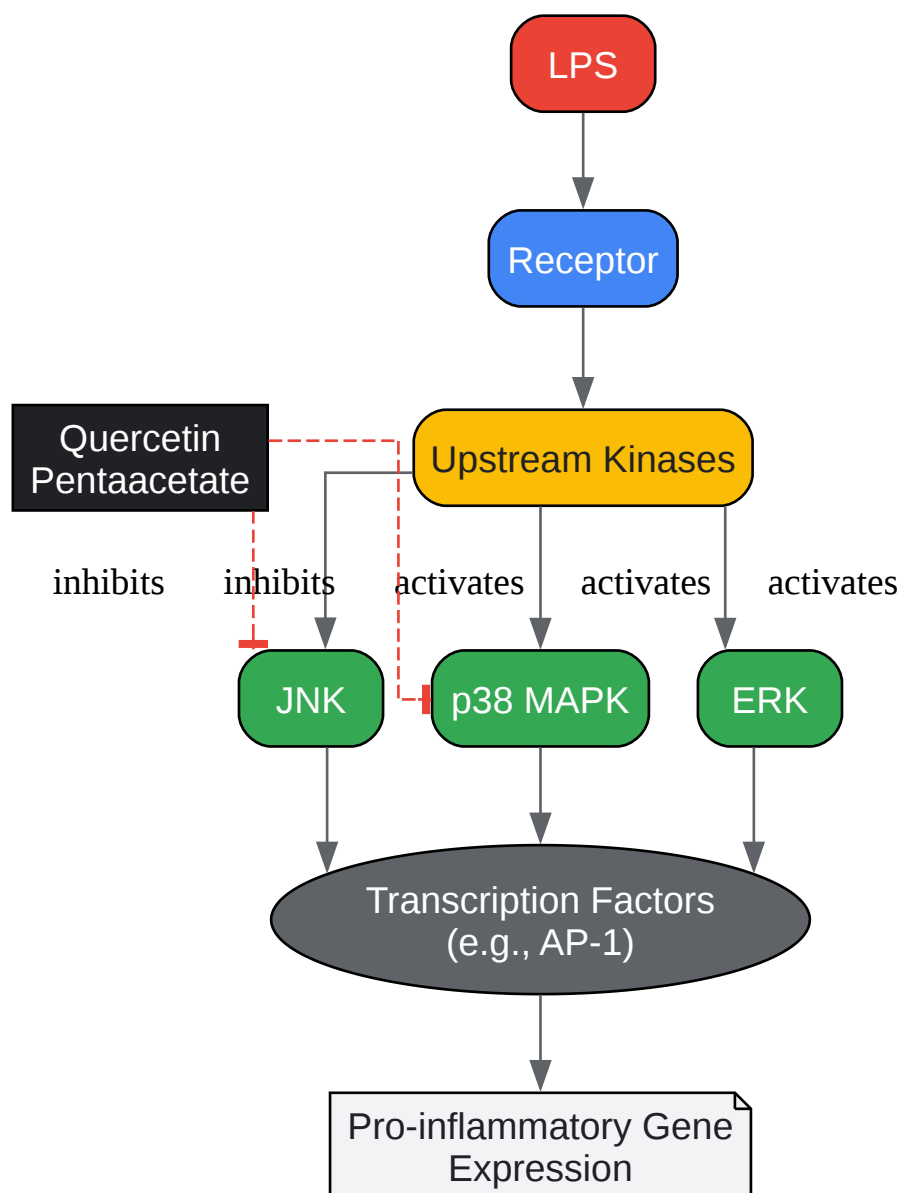 LPS
Receptor
Quercetin
Pentaacetate
Upstream Kinases
inhibits
inhibits
activates
activates
activates
JNK
p38 MAPK
ERK
Transcription Factors
(e.g., AP-1)
Pro-inflammatory Gene
Expression